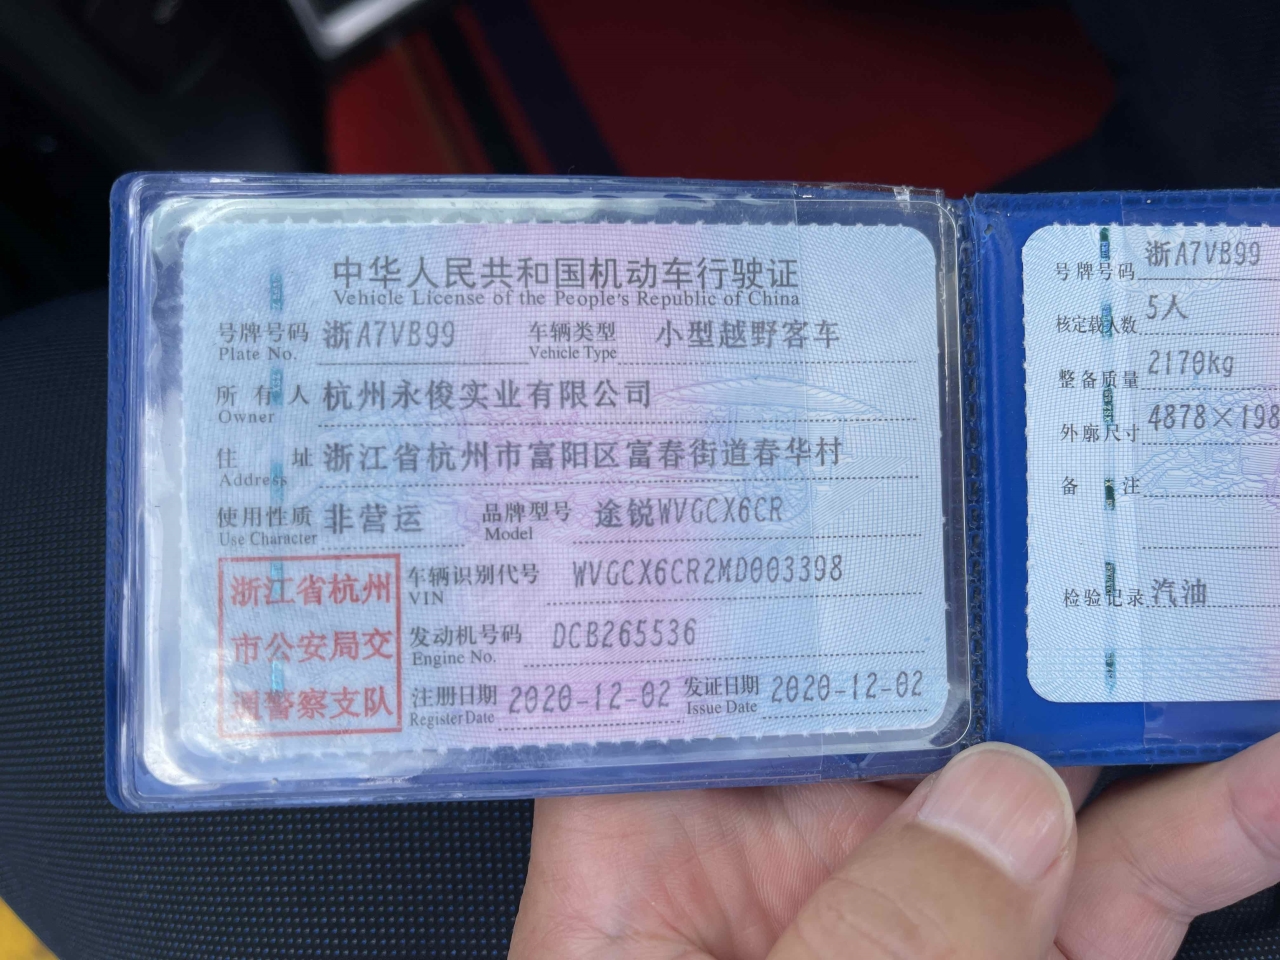 中华人民共和国机动车行驶证
Vehicle License of the People's Republic of China
号牌号码 浙A7VB99 车辆类型 小型越野客车
Plate No. Vehicle Type
所有人 杭州永俊实业有限公司
Owner
住址 浙江省杭州市富阳区富春街道春华村
Address
使用性质 非营运 品牌型号 途锐WVGCX6CR
Use Character Model
浙江省杭州
市公安局交
通警察支队
车辆识别代号 WVGCX6CR2MD003398
VIN
发动机号码 DCB265536
Engine No.
注册日期 2020-12-02 发证日期 2020-12-02
Register Date Issue Date
号牌号码 浙A7VB99
核定载人数 5人
整备质量 2170kg
外廓尺寸 4878×198
备注
检验记录 汽油